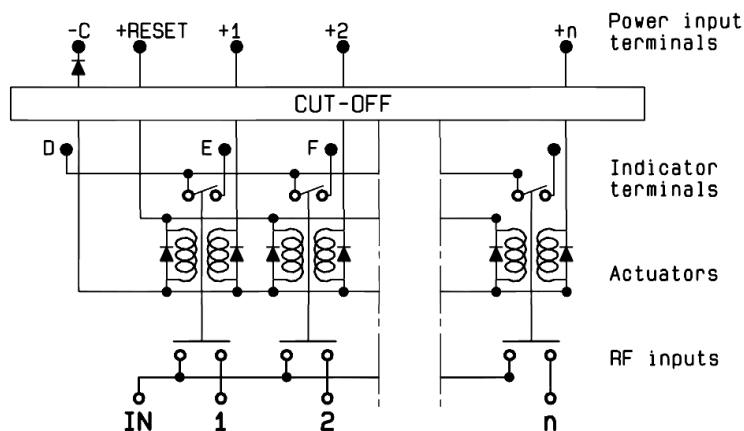 -C +RESET +1 +2 +n
Power input
terminals
CUT-OFF
D E F
Indicator
terminals
Actuators
RF inputs
IN 1 2 n